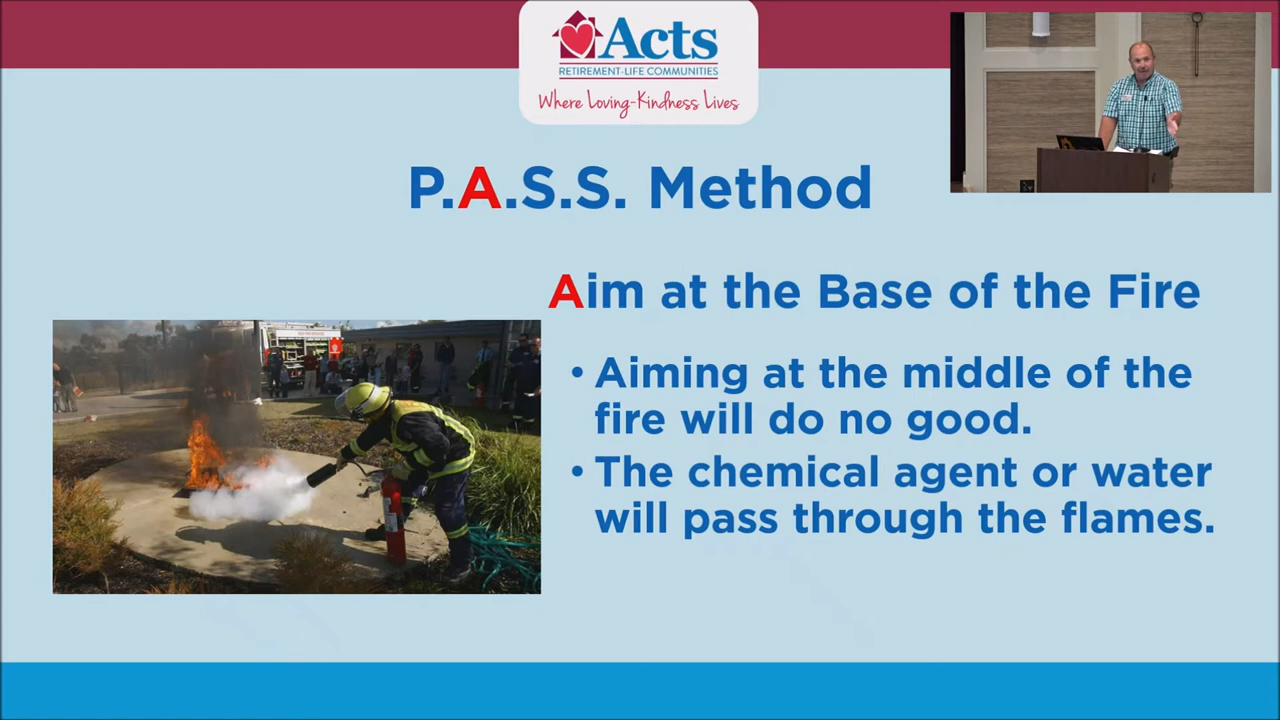 Acts
RETIREMENT-LIFE COMMUNITIES
Where Loving-Kindness Lives
P.A.S.S. Method
Aim at the Base of the Fire
• Aiming at the middle of the
fire will do no good.
• The chemical agent or water
will pass through the flames.